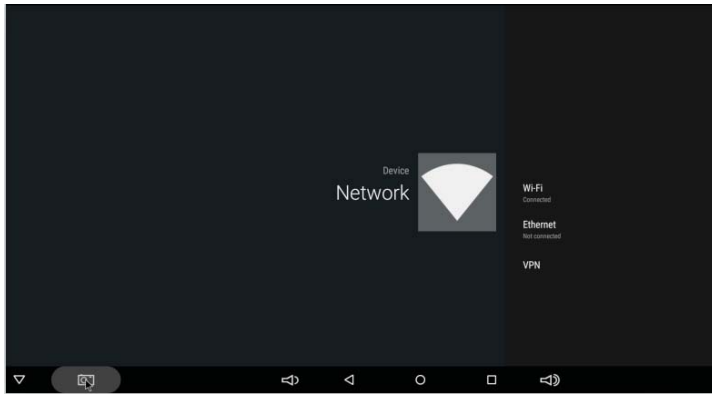 Device
Network
Wi-Fi
Connected
Ethernet
Not connected
VPN